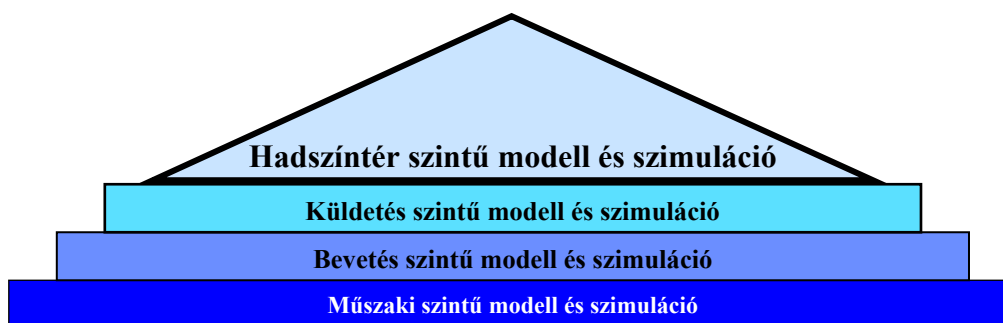 Hadszíntér szintű modell és szimuláció
Küldetés szintű modell és szimuláció
Bevetés szintű modell és szimuláció
Műszaki szintű modell és szimuláció